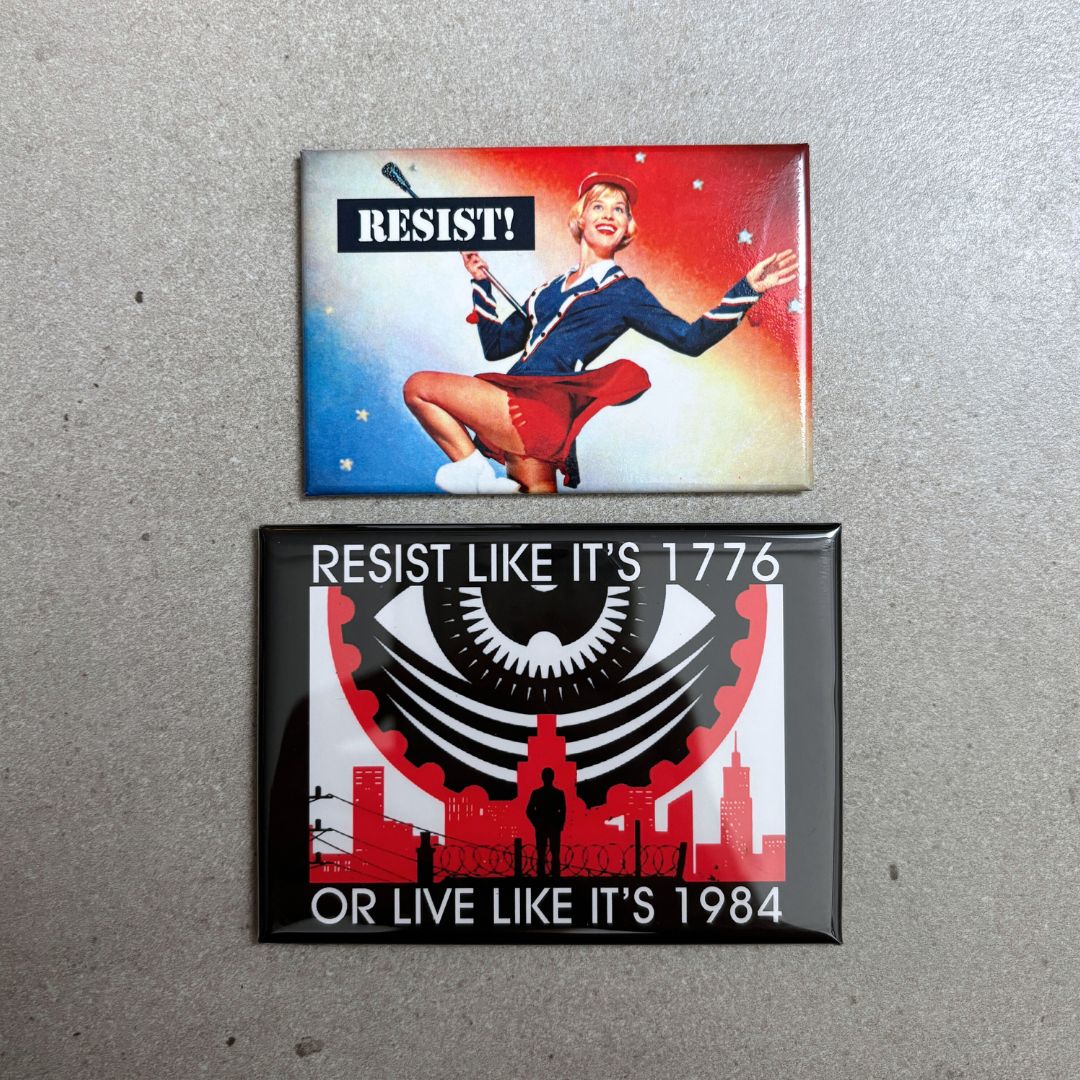 RESIST!
RESIST LIKE IT'S 1776
OR LIVE LIKE IT'S 1984